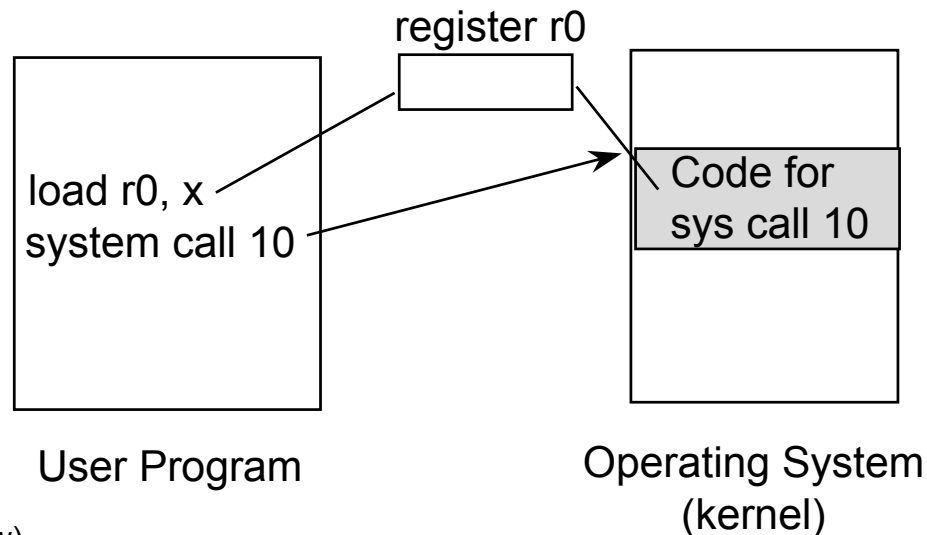 register r0
load r0, x
system call 10
Code for
sys call 10
User Program
Operating System
(kernel)